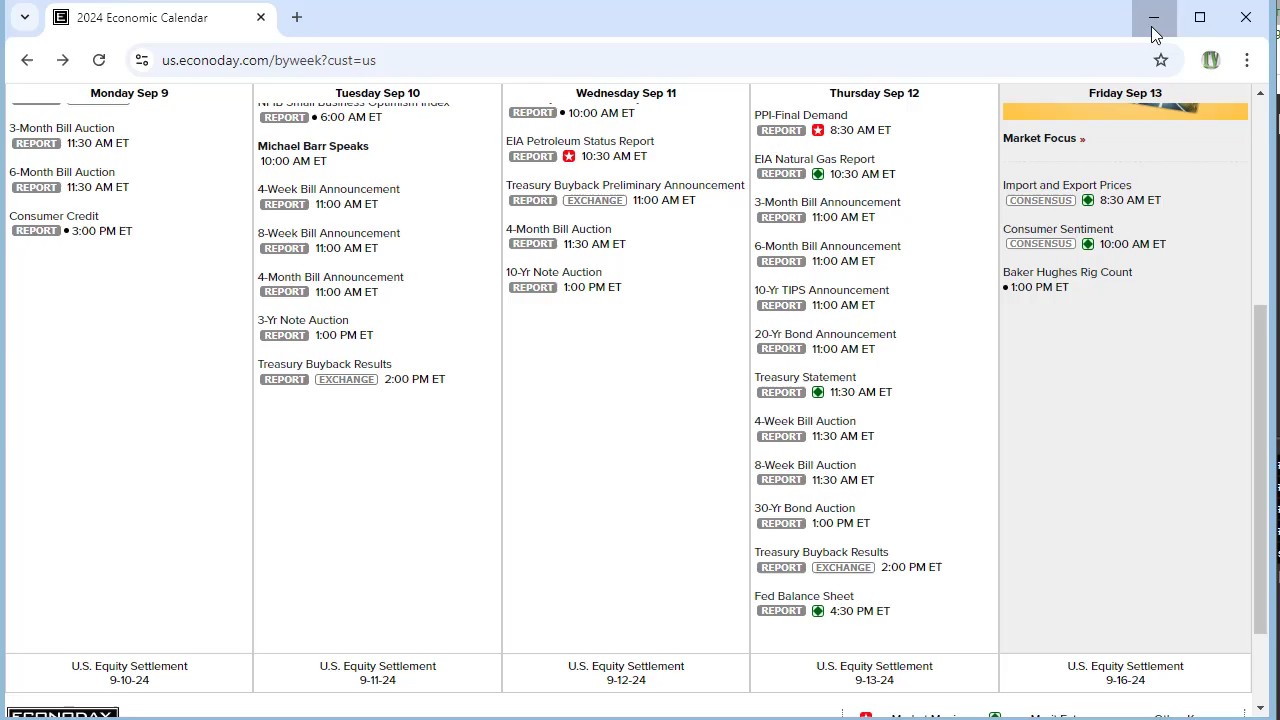 2024 Economic Calendar
us.econoday.com/byweek?cust=us
Monday Sep 9
3-Month Bill Auction
REPORT 11:30 AM ET
6-Month Bill Auction
REPORT 11:30 AM ET
Consumer Credit
REPORT • 3:00 PM ET
U.S. Equity Settlement
9-10-24
Tuesday Sep 10
NFIB Small Business Optimism Index
REPORT • 6:00 AM ET
Michael Barr Speaks
10:00 AM ET
4-Week Bill Announcement
REPORT 11:00 AM ET
8-Week Bill Announcement
REPORT 11:00 AM ET
4-Month Bill Announcement
REPORT 11:00 AM ET
3-Yr Note Auction
REPORT 1:00 PM ET
Treasury Buyback Results
REPORT EXCHANGE 2:00 PM ET
U.S. Equity Settlement
9-11-24
Wednesday Sep 11
REPORT • 10:00 AM ET
EIA Petroleum Status Report
REPORT 10:30 AM ET
Treasury Buyback Preliminary Announcement
REPORT EXCHANGE 11:00 AM ET
4-Month Bill Auction
REPORT 11:30 AM ET
10-Yr Note Auction
REPORT 1:00 PM ET
U.S. Equity Settlement
9-12-24
Thursday Sep 12
PPI-Final Demand
REPORT 8:30 AM ET
EIA Natural Gas Report
REPORT 10:30 AM ET
3-Month Bill Announcement
REPORT 11:00 AM ET
6-Month Bill Announcement
REPORT 11:00 AM ET
10-Yr TIPS Announcement
REPORT 11:00 AM ET
20-Yr Bond Announcement
REPORT 11:00 AM ET
Treasury Statement
REPORT 11:30 AM ET
4-Week Bill Auction
REPORT 11:30 AM ET
8-Week Bill Auction
REPORT 11:30 AM ET
30-Yr Bond Auction
REPORT 1:00 PM ET
Treasury Buyback Results
REPORT EXCHANGE 2:00 PM ET
Fed Balance Sheet
REPORT 4:30 PM ET
U.S. Equity Settlement
9-13-24
Friday Sep 13
Market Focus »
Import and Export Prices
CONSENSUS 8:30 AM ET
Consumer Sentiment
CONSENSUS 10:00 AM ET
Baker Hughes Rig Count
• 1:00 PM ET
U.S. Equity Settlement
9-16-24
ECONODAY